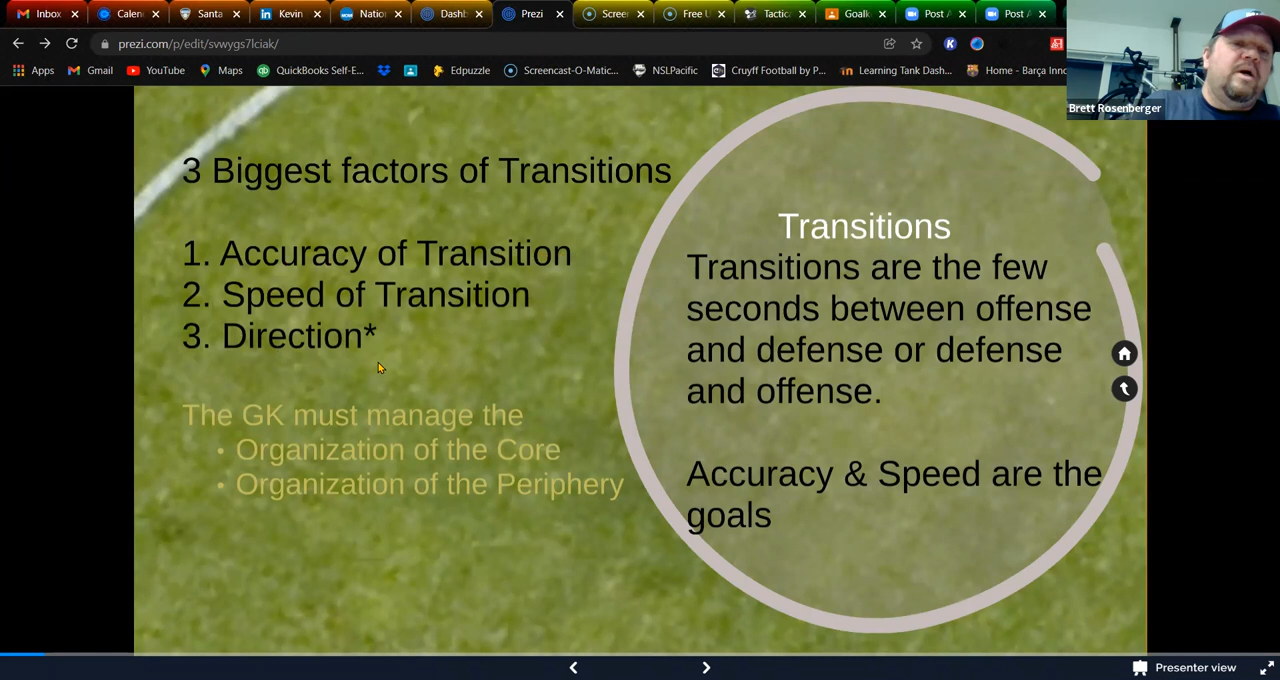 Inbox
Calen
Santa
Kevin
Natio
Dashb
Prezi
Screen
Free U
Tactica
Goalk
Post A
Post A
prezi.com/p/edit/svwygs7lciak/
Apps
Gmail
YouTube
Maps
QuickBooks Self-E...
Edpuzzle
Screencast-O-Matic...
NSLPacific
Cruyff Football by P...
Learning Tank Dash...
Home - Barça Inno
Brett Rosenberger
3 Biggest factors of Transitions
1. Accuracy of Transition
2. Speed of Transition
3. Direction*
The GK must manage the
• Organization of the Core
• Organization of the Periphery
Transitions
Transitions are the few
seconds between offense
and defense or defense
and offense.
Accuracy & Speed are the
goals
Presenter view